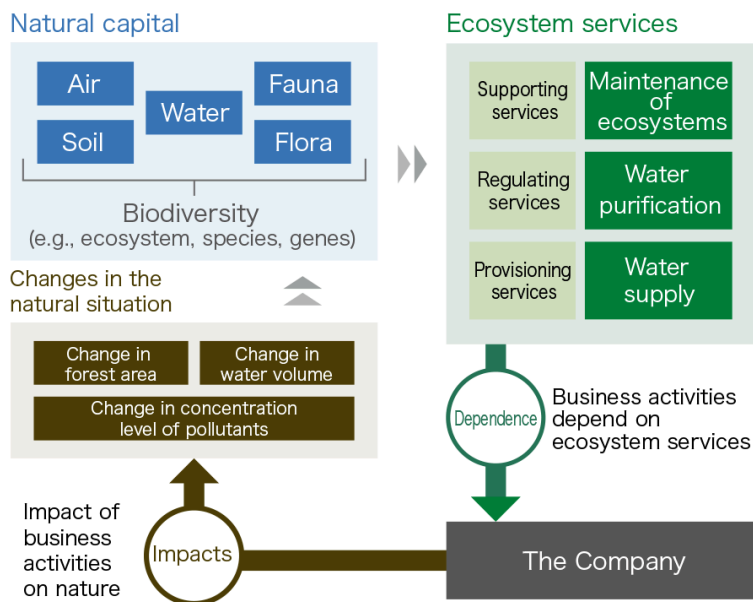 Natural capital
Air
Water
Fauna
Soil
Flora
Biodiversity
(e.g., ecosystem, species, genes)
Ecosystem services
Supporting
services
Maintenance
of
ecosystems
Regulating
services
Water
purification
Provisioning
services
Water
supply
Changes in the
natural situation
Change in
forest area
Change in
water volume
Change in concentration
level of pollutants
Dependence
Business activities
depend on
ecosystem services
Impact of
business
activities
on nature
Impacts
The Company